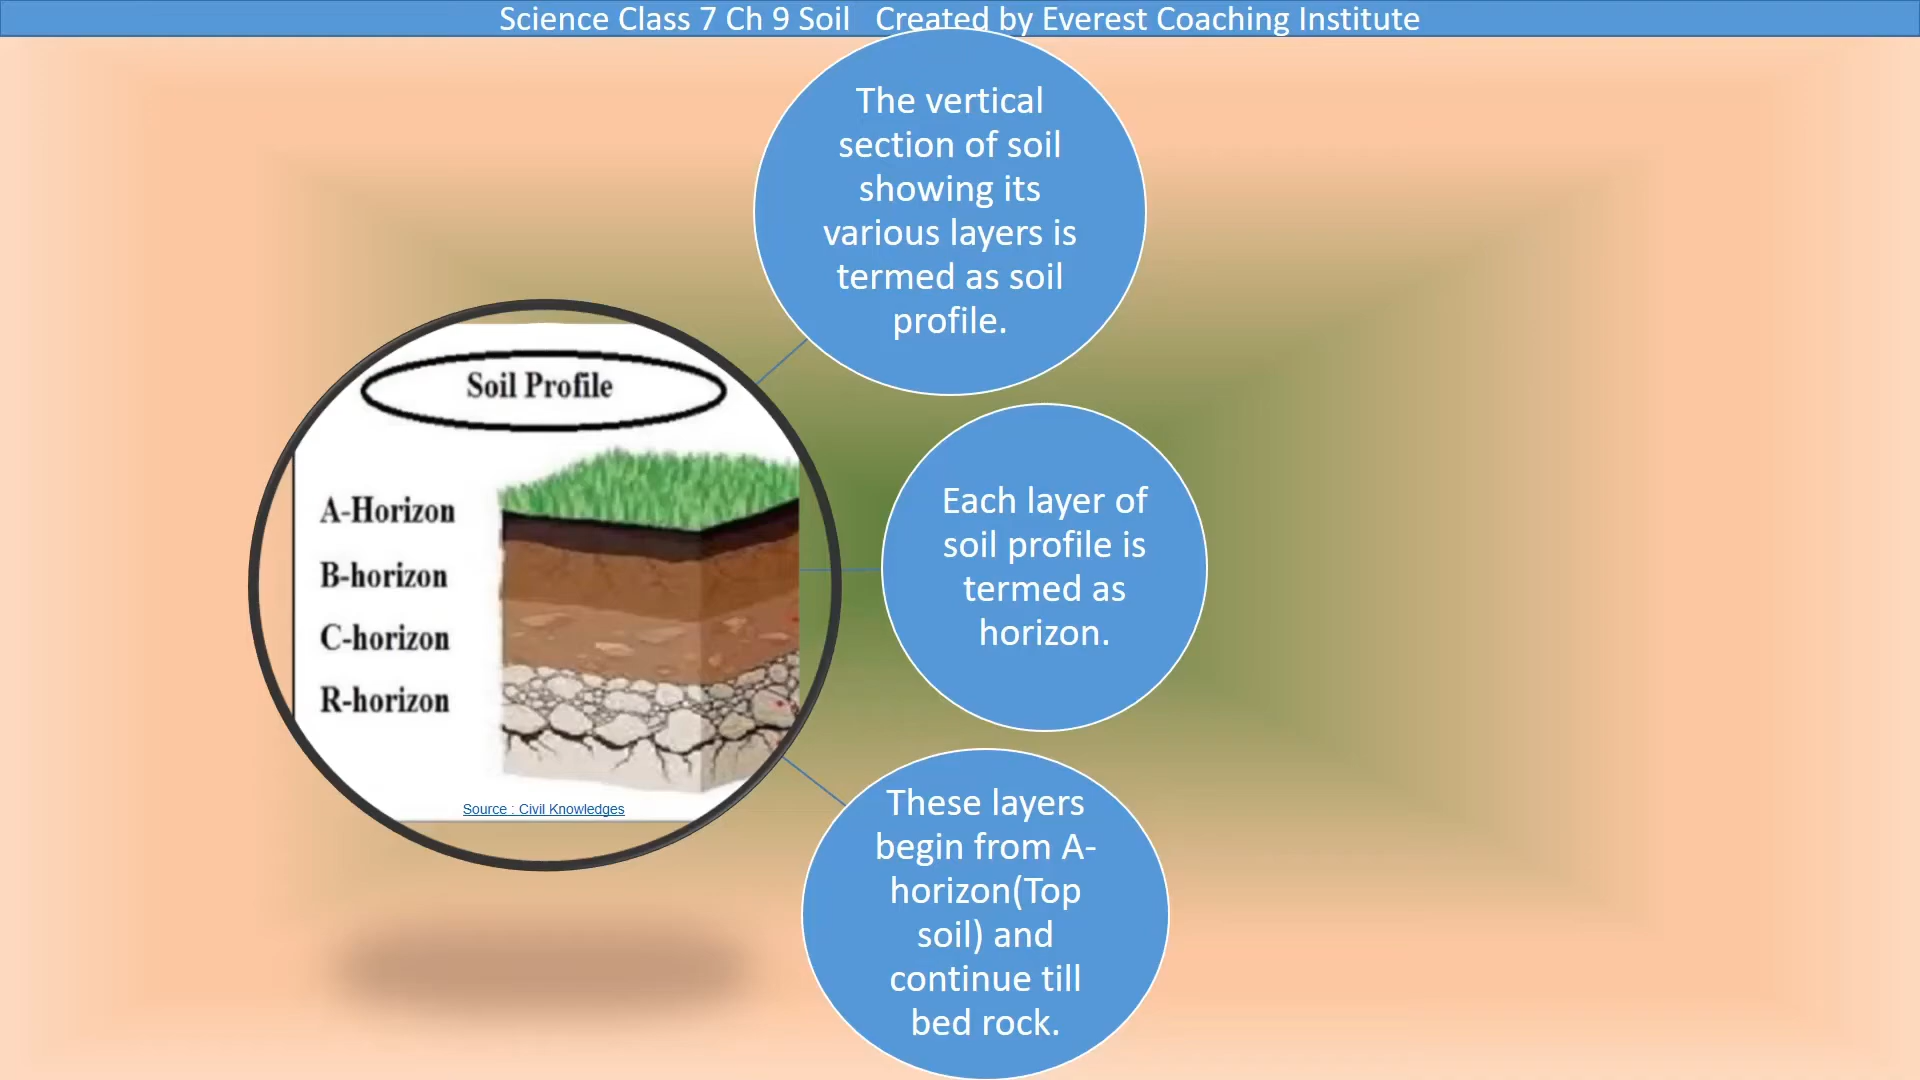 Science Class 7 Ch 9 Soil   Created by Everest Coaching Institute
The vertical
section of soil
showing its
various layers is
termed as soil
profile.
Soil Profile
A-Horizon
B-horizon
C-horizon
R-horizon
Source : Civil Knowledges
Each layer of
soil profile is
termed as
horizon.
These layers
begin from A-
horizon(Top
soil) and
continue till
bed rock.